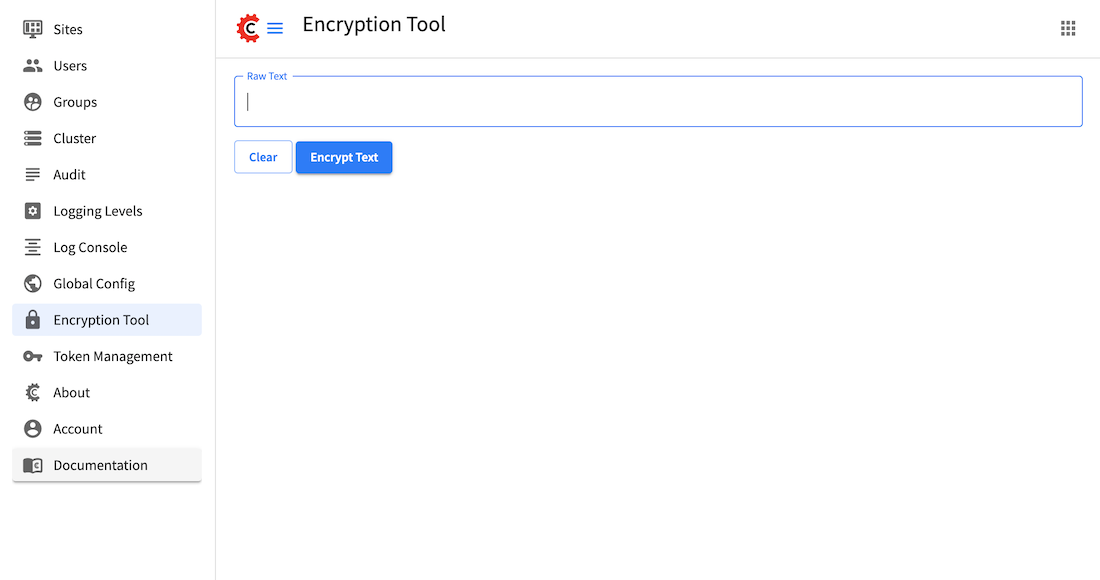 Sites
Users
Groups
Cluster
Audit
Logging Levels
Log Console
Global Config
Encryption Tool
Token Management
About
Account
Documentation
Encryption Tool
Raw Text
Clear
Encrypt Text